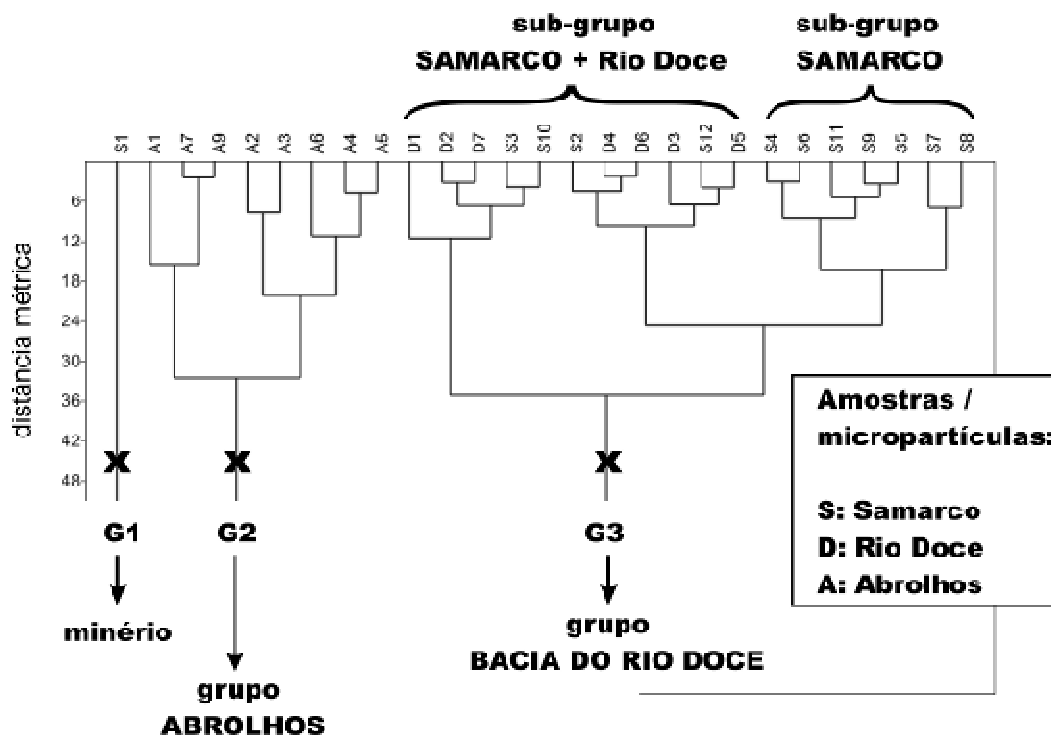 sub-grupo
SAMARCO + Rio Doce
sub-grupo
SAMARCO
S1 A1 A7 A9 A2 A3 A6 A4 A5 D1 D2 D7 S3 S10 S2 D4 D6 D3 S12 D5 S4 S6 S11 S9 S7 S8
distância métrica
6
12
18
24
30
36
42
48
X X X
G1 G2 G3
minério
grupo
ABROLHOS
grupo
BACIA DO RIO DOCE
Amostras /
micropartículas:
S: Samarco
D: Rio Doce
A: Abrolhos